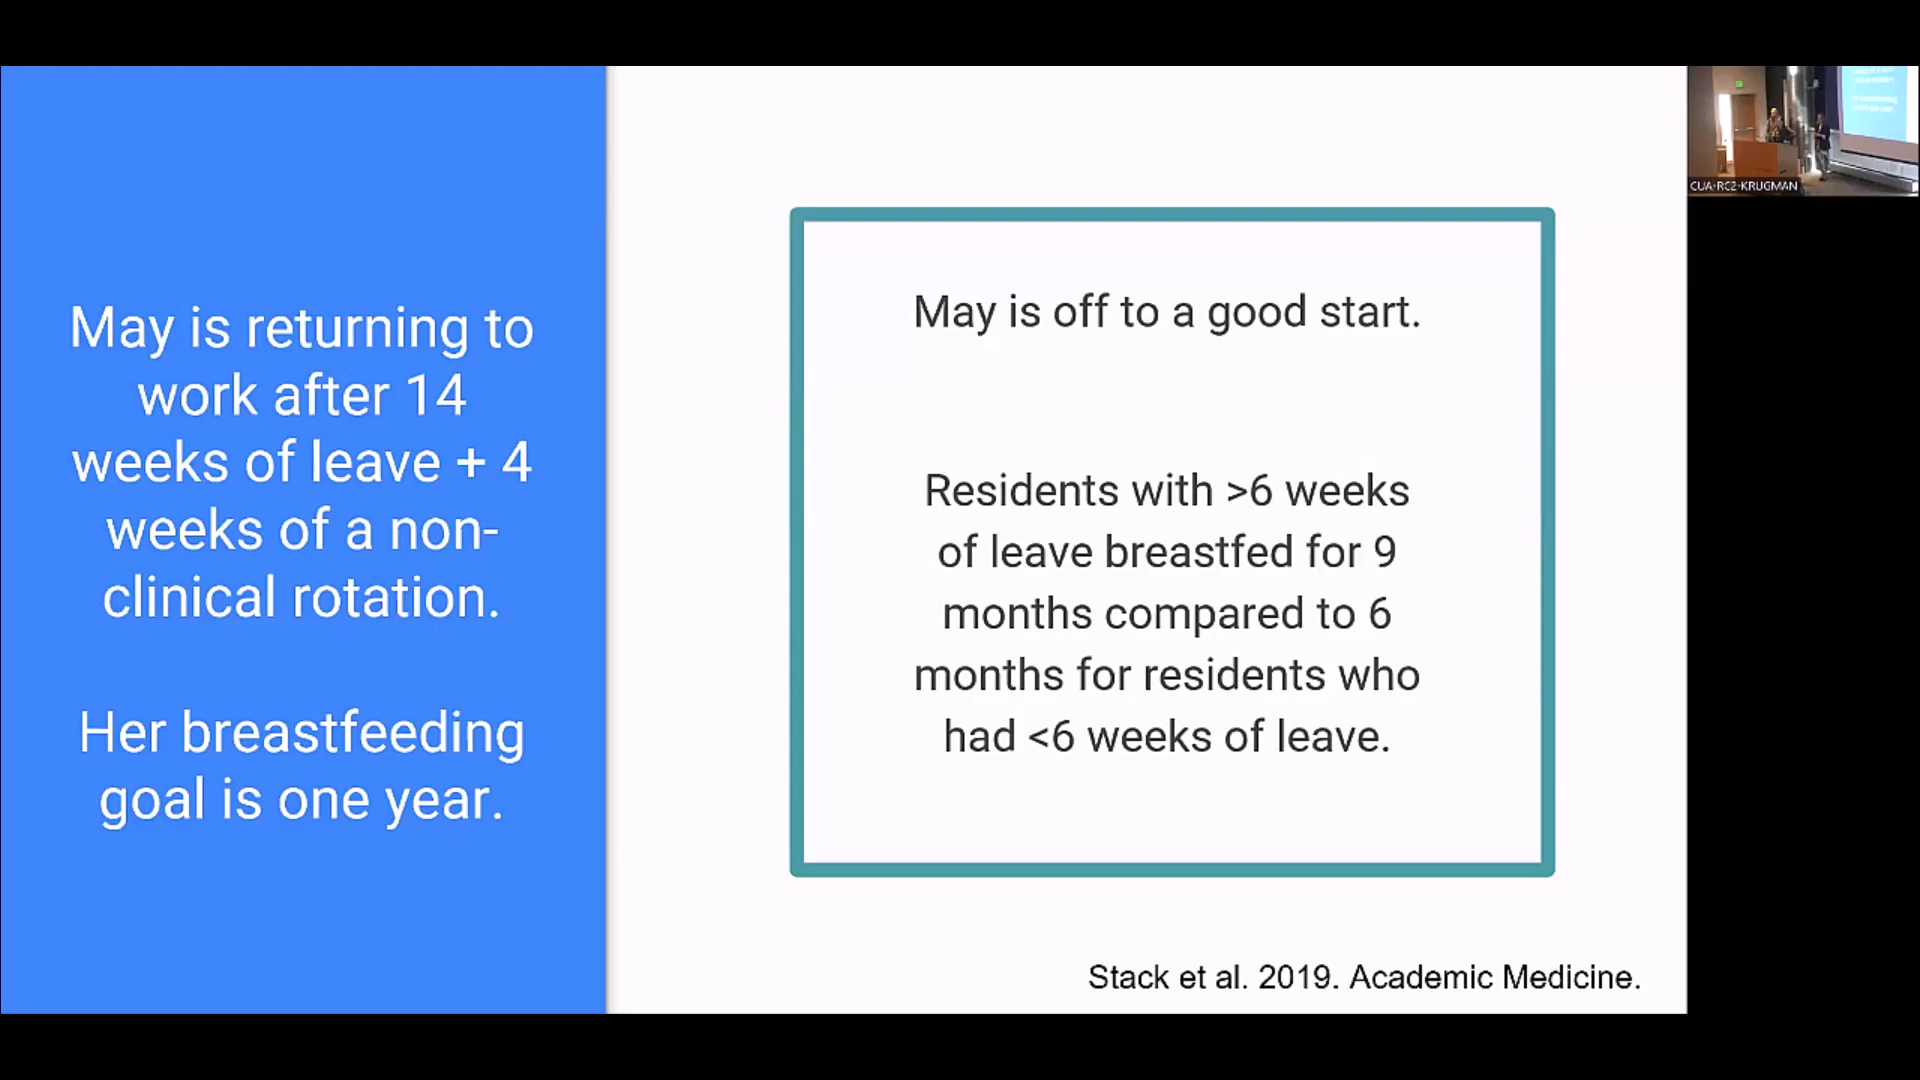 May is returning to
work after 14
weeks of leave + 4
weeks of a non-
clinical rotation.
Her breastfeeding
goal is one year.
May is off to a good start.
Residents with >6 weeks
of leave breastfed for 9
months compared to 6
months for residents who
had <6 weeks of leave.
Stack et al. 2019. Academic Medicine.
CUA-RC2-KRUGMAN